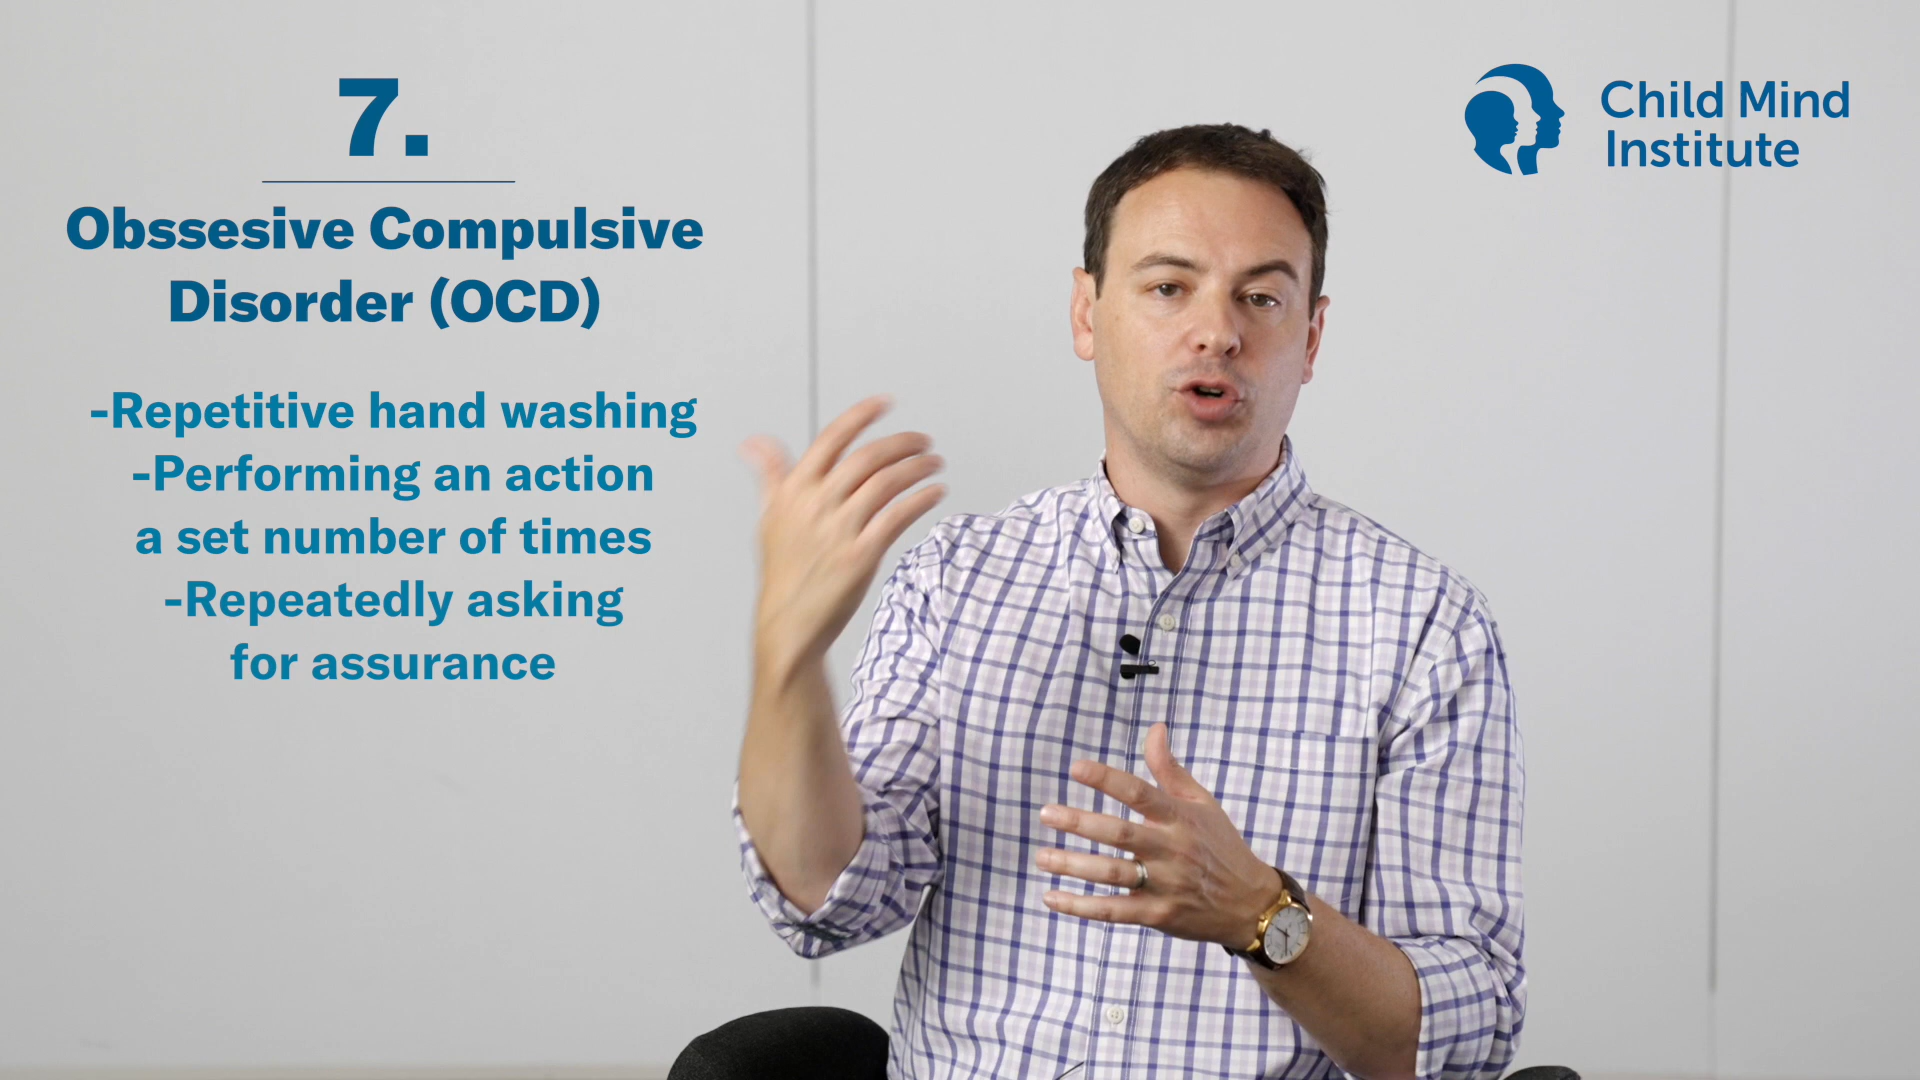 7.
Obssesive Compulsive
Disorder (OCD)
-Repetitive hand washing
-Performing an action
a set number of times
-Repeatedly asking
for assurance
Child Mind
Institute